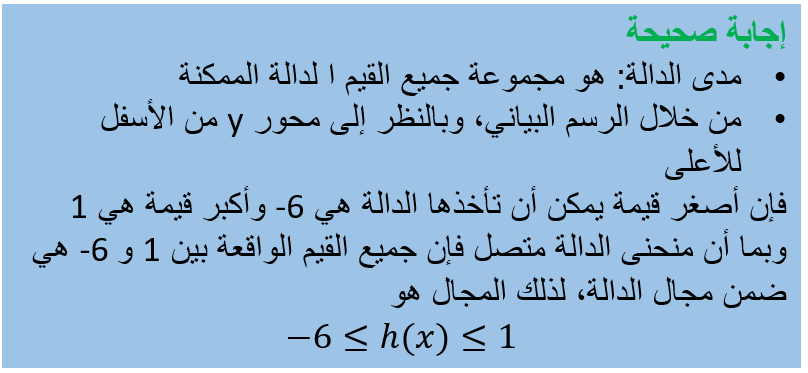 إجابة صحيحة
• مدى الدالة: هو مجموعة جميع القيم ا لدالة الممكنة
• من خلال الرسم البياني، وبالنظر إلى محور y من الأسفل
للأعلى
فإن أصغر قيمة يمكن أن تأخذها الدالة هي 6- وأكبر قيمة هي 1
وبما أن منحنى الدالة متصل فإن جميع القيم الواقعة بين 1 و 6- هي
ضمن مجال الدالة، لذلك المجال هو
−6 ≤ h(x) ≤ 1